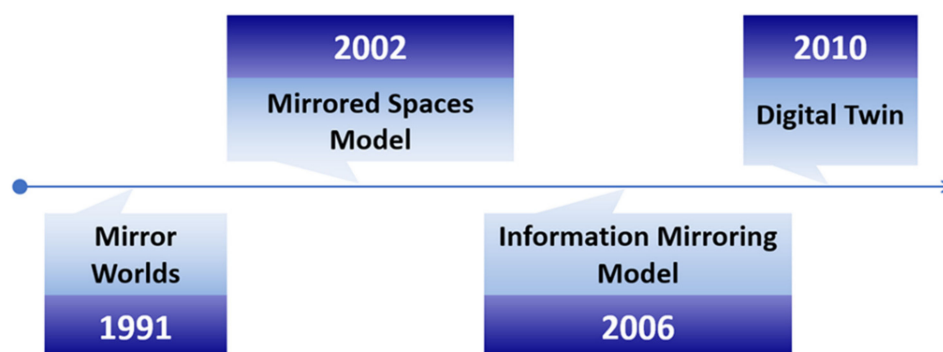 2002
Mirrored Spaces
Model
2010
Digital Twin
Mirror
Worlds
1991
Information Mirroring
Model
2006